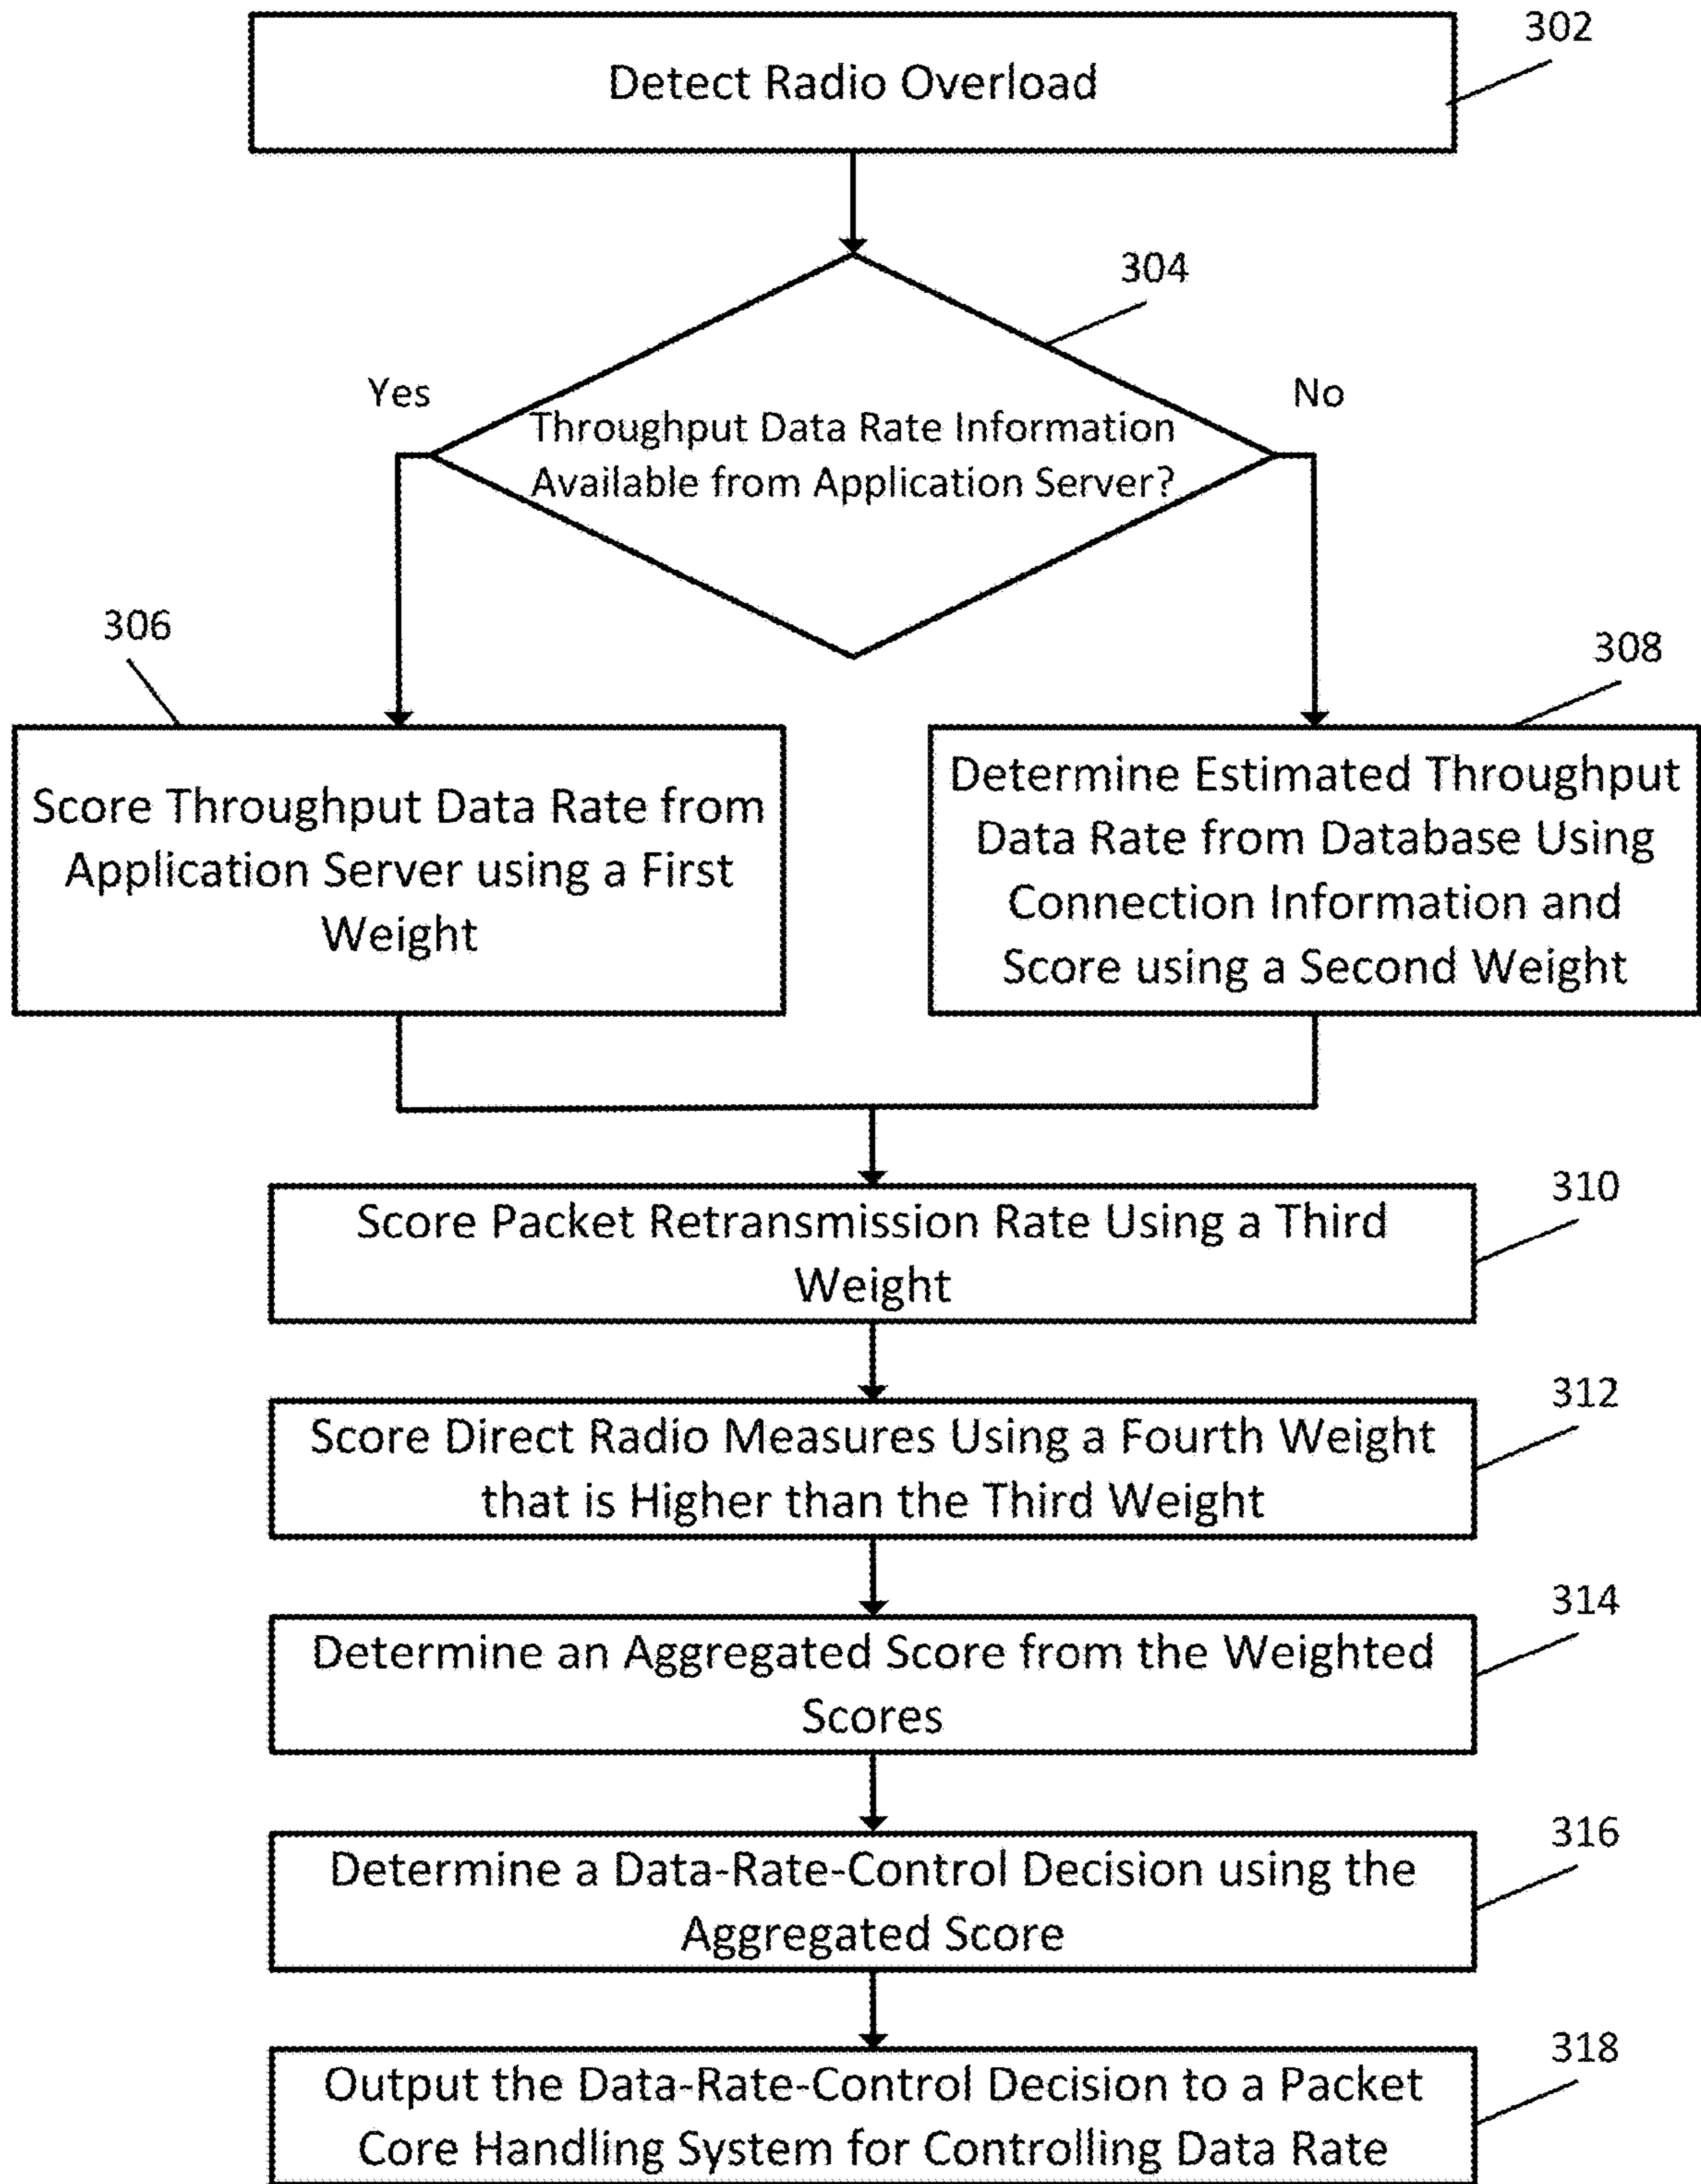 302
Detect Radio Overload
304
Yes
No
Throughput Data Rate Information
Available from Application Server?
306
308
Score Throughput Data Rate from
Application Server using a First
Weight
Determine Estimated Throughput
Data Rate from Database Using
Connection Information and
Score using a Second Weight
310
Score Packet Retransmission Rate Using a Third
Weight
312
Score Direct Radio Measures Using a Fourth Weight
that is Higher than the Third Weight
314
Determine an Aggregated Score from the Weighted
Scores
316
Determine a Data-Rate-Control Decision using the
Aggregated Score
318
Output the Data-Rate-Control Decision to a Packet
Core Handling System for Controlling Data Rate